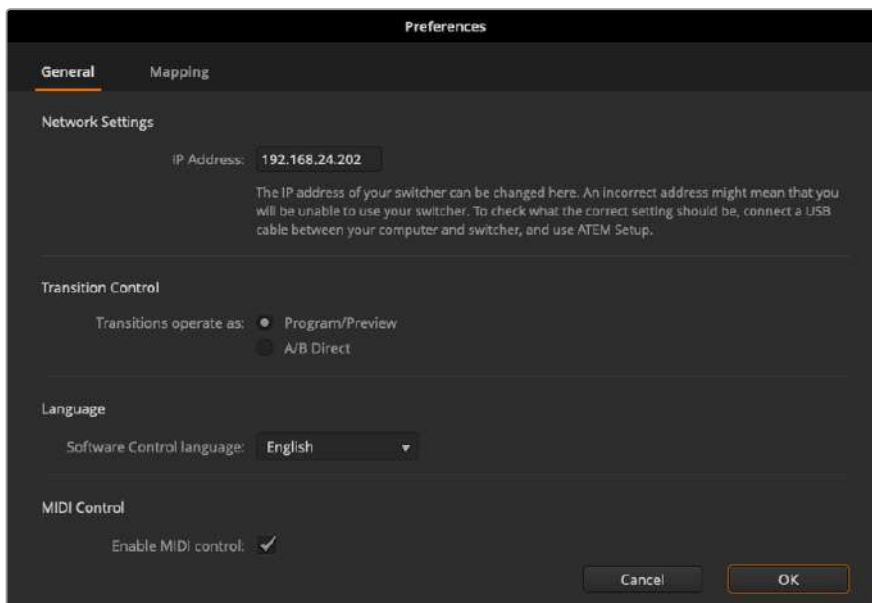 Preferences
General Mapping
Network Settings
IP Address: 192.168.24.202
The IP address of your switcher can be changed here. An incorrect address might mean that you
will be unable to use your switcher. To check what the correct setting should be, connect a USB
cable between your computer and switcher, and use ATEM Setup.
Transition Control
Transitions operate as: Program/Preview
A/B Direct
Language
Software Control language: English
MIDI Control
Enable MIDI control:
Cancel OK